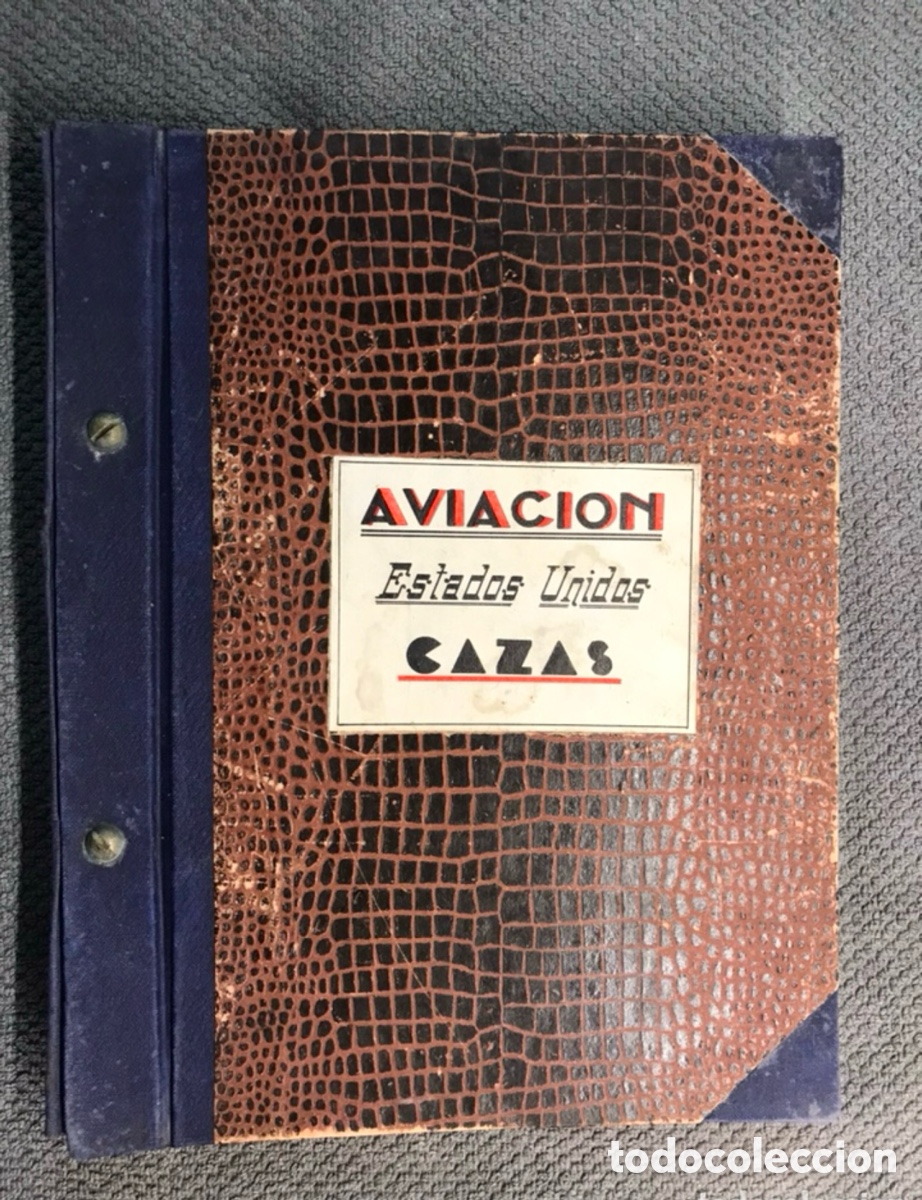 AVIACION
Estados Unidos
CAZAS
todocoleccion